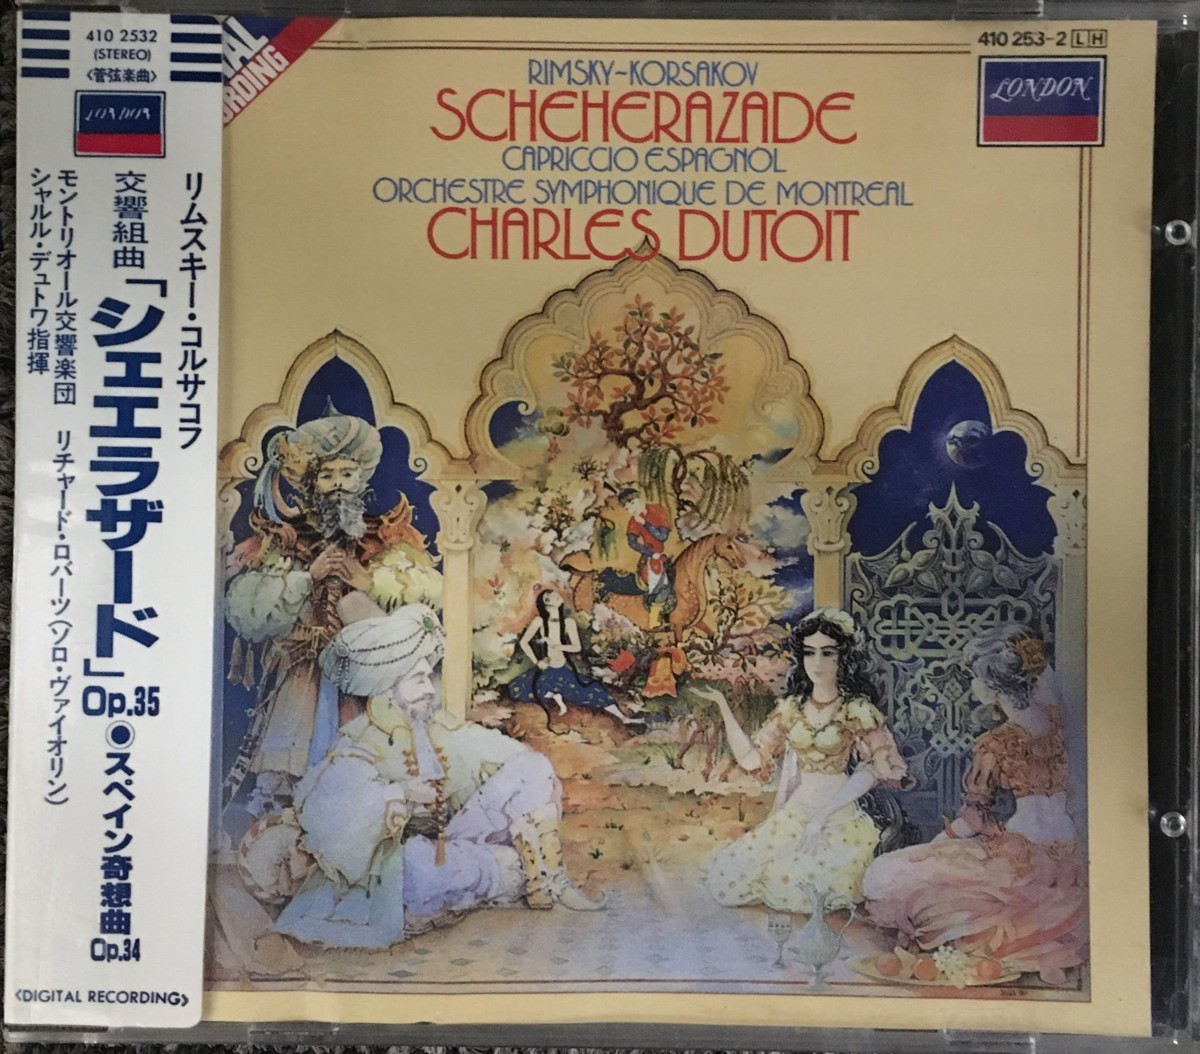 410 2532
(STEREO)
〈管弦楽曲〉
LONDON
リムスキー・コルサコフ
交響組曲「シェエラザード」Op.35◉スペイン奇想曲Op.34
モントリオール交響楽団 リチャード・ロバーツ(ソロ・ヴァイオリン)
シャルル・デュトワ指揮
〈DIGITAL RECORDING〉
410 253-2 LH
LONDON
RIMSKY-KORSAKOV
SCHEHERAZADE
CAPRICCIO ESPAGNOL
ORCHESTRE SYMPHONIQUE DE MONTREAL
CHARLES DUTOIT